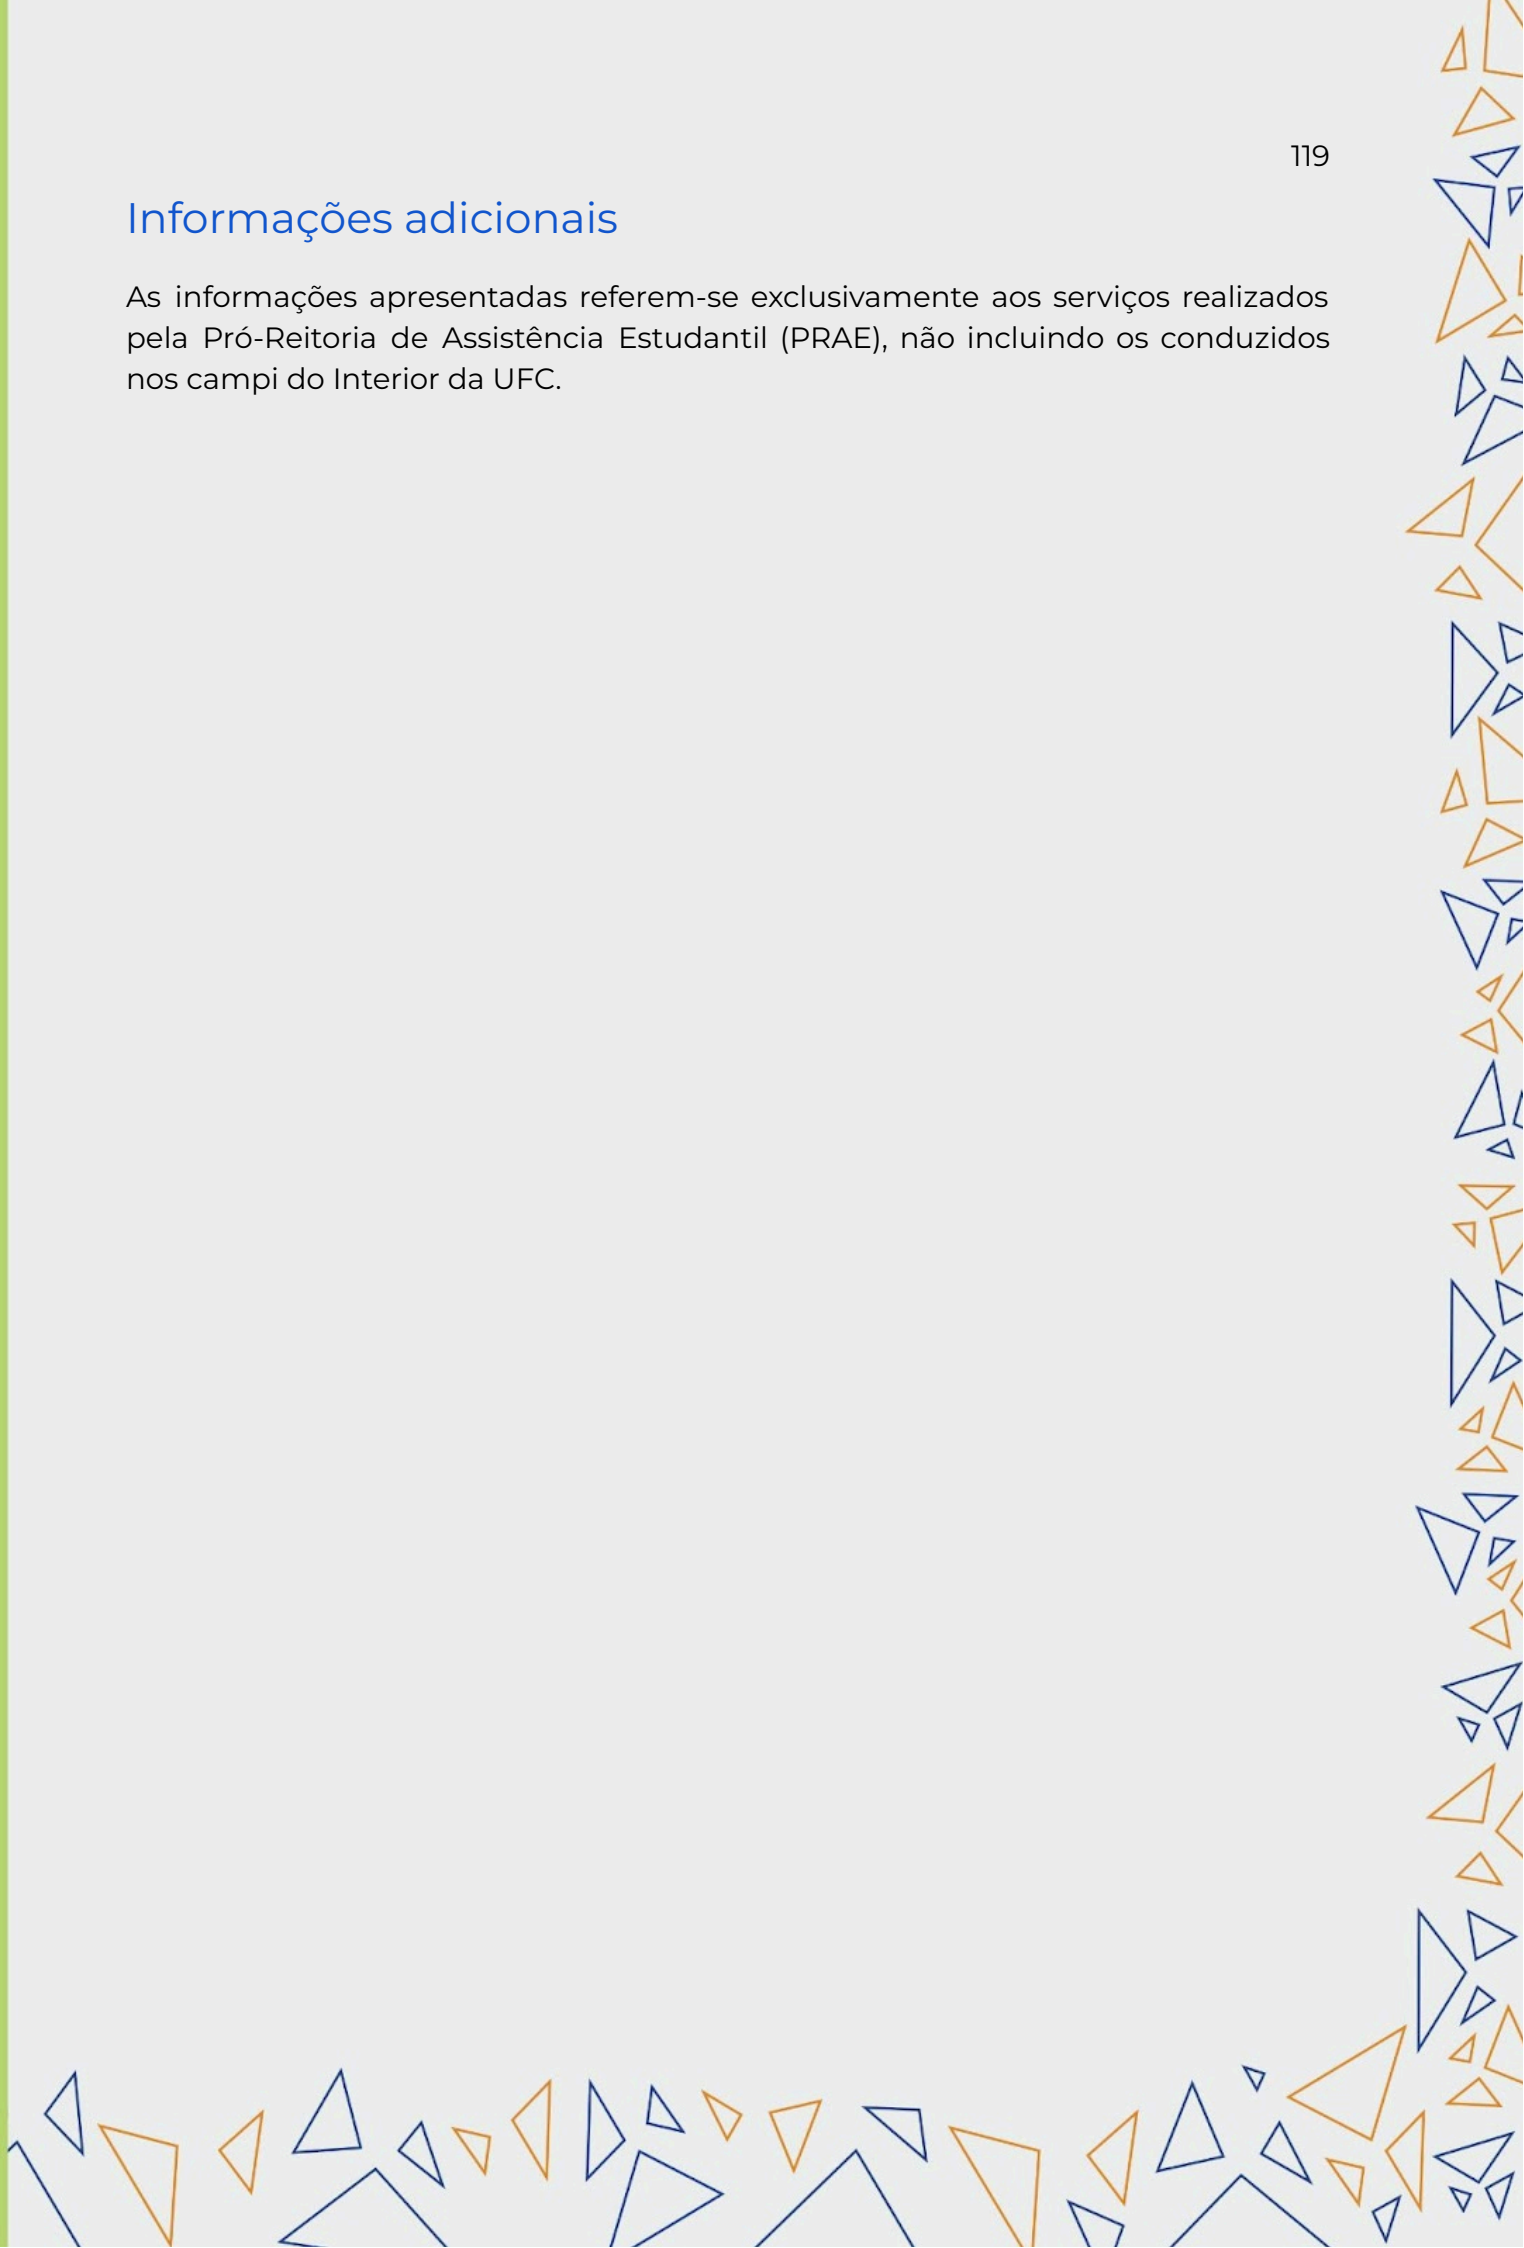 119
Informações adicionais
As informações apresentadas referem-se exclusivamente aos serviços realizados
pela Pró-Reitoria de Assistência Estudantil (PRAE), não incluindo os conduzidos
nos campi do Interior da UFC.